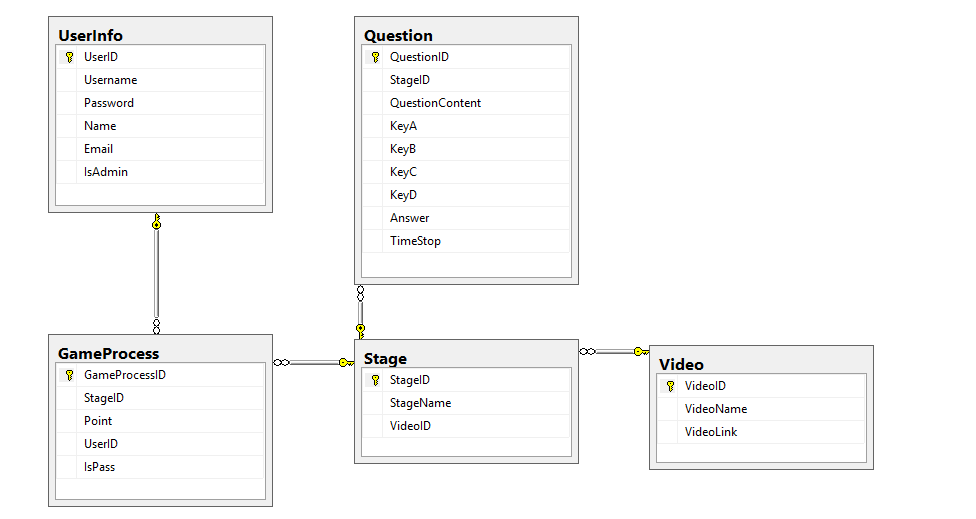 UserInfo
UserID
Username
Password
Name
Email
IsAdmin
Question
QuestionID
StageID
QuestionContent
KeyA
KeyB
KeyC
KeyD
Answer
TimeStop
GameProcess
GameProcessID
StageID
Point
UserID
IsPass
Stage
StageID
StageName
VideoID
Video
VideoID
VideoName
VideoLink